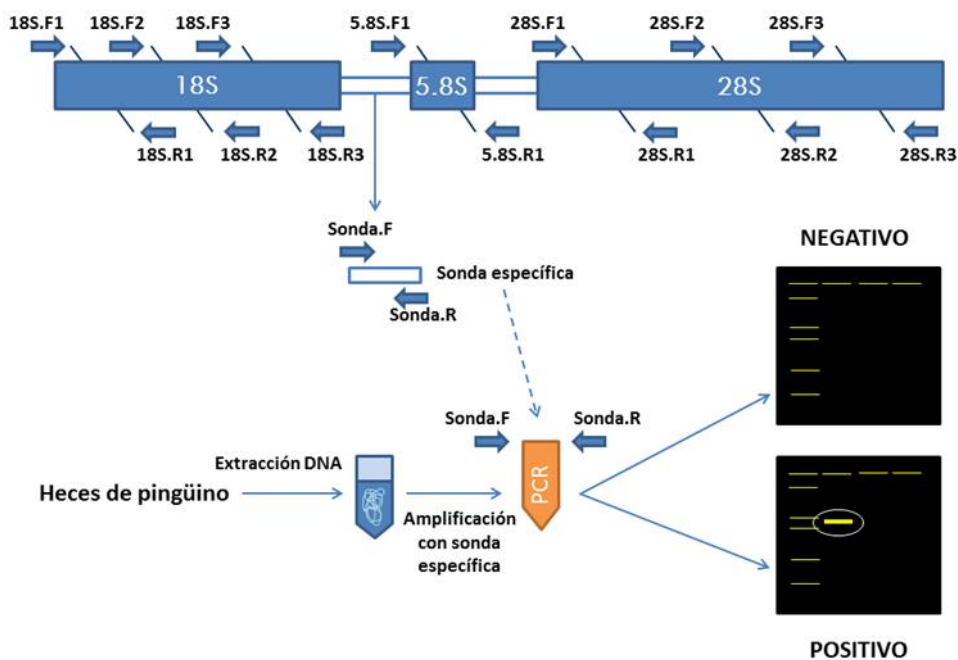 18S.F1
18S.F2
18S.F3
5.8S.F1
28S.F1
28S.F2
28S.F3
18S
5.8S
28S
18S.R1
18S.R2
18S.R3
5.8S.R1
28S.R1
28S.R2
28S.R3
Sonda.F
Sonda específica
Sonda.R
NEGATIVO
Sonda.F
Sonda.R
Extracción DNA
Heces de pingüino
PCR
Amplificación
con sonda
específica
POSITIVO